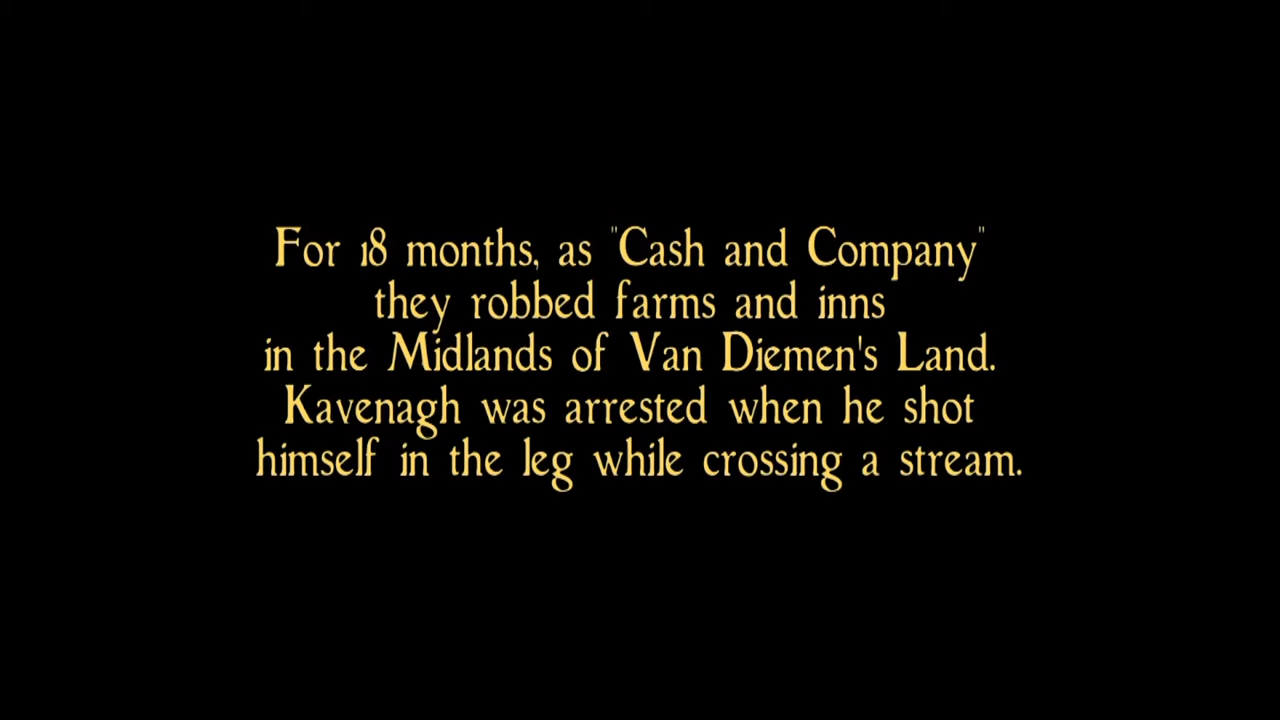 For 18 months, as "Cash and Company"
they robbed farms and inns
in the Midlands of Van Diemen's Land.
Kavenagh was arrested when he shot
himself in the leg while crossing a stream.